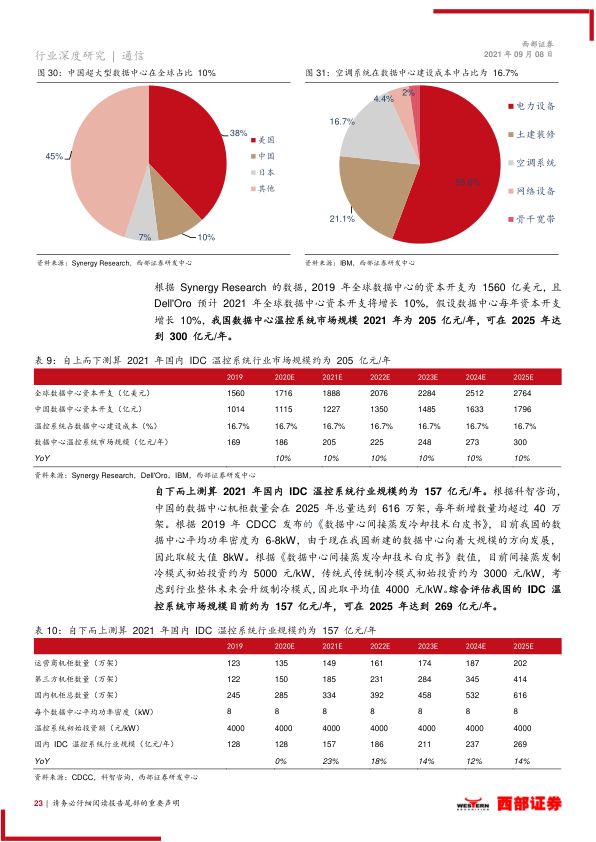 西部证券
行业深度研究 | 通信
2021 年 09 月 08 日
图 30：中国超大型数据中心在全球占比 10%
图 31：空调系统在数据中心建设成本中占比为 16.7%
38%
10%
7%
45%
美国
中国
日本
其他
21.1%
16.7%
4.4%
2%
电力设备
土建装修
空调系统
网络设备
骨干宽带
资料来源：Synergy Research，西部证券研发中心
资料来源：IBM，西部证券研发中心
根据 Synergy Research 的数据，2019 年全球数据中心的资本开支为 1560 亿美元，且
Dell'Oro 预计 2021 年全球数据中心资本开支将增长 10%，假设数据中心每年资本开支
增长 10%，我国数据中心温控系统市场规模 2021 年为 205 亿元/年，可在 2025 年达
到 300 亿元/年。
表 9：自上而下测算 2021 年国内 IDC 温控系统行业市场规模约为 205 亿元/年
2019 2020E 2021E 2022E 2023E 2024E 2025E
全球数据中心资本开支（亿美元） 1560 1716 1888 2076 2284 2512 2764
中国数据中心资本开支（亿元） 1014 1115 1227 1350 1485 1633 1796
温控系统占数据中心建设成本（%） 16.7% 16.7% 16.7% 16.7% 16.7% 16.7% 16.7%
数据中心温控系统市场规模（亿元/年） 169 186 205 225 248 273 300
YoY 10% 10% 10% 10% 10% 10%
资料来源：Synergy Research，Dell'Oro，IBM，西部证券研发中心
自下而上测算 2021 年国内 IDC 温控系统行业规模约为 157 亿元/年。根据科智咨询，
中国的数据中心机柜数量会在 2025 年总量达到 616 万架，每年新增数量均超过 40 万
架。根据 2019 年 CDCC 发布的《数据中心间接蒸发冷却技术白皮书》，目前我国的数
据中心平均功率密度为 6-8kW，由于现在我国新建的数据中心向着大规模的方向发展，
因此取较大值 8kW。根据《数据中心间接蒸发冷却技术白皮书》数值，目前间接蒸发制
冷模式初始投资约为 5000 元/kW，传统式传统制冷模式初始投资约为 3000 元/kW，考
虑到行业整体未来会升级制冷模式，因此取平均值 4000 元/kW。综合评估我国的 IDC 温
控系统市场规模目前约为 157 亿元/年，可在 2025 年达到 269 亿元/年。
表 10：自下而下测算 2021 年国内 IDC 温控系统行业规模约为 157 亿元/年
2019 2020E 2021E 2022E 2023E 2024E 2025E
运营商机柜数量（万架） 123 135 149 161 174 187 202
第三方机柜数量（万架） 122 150 185 231 284 345 414
国内机柜总数量（万架） 245 285 334 392 458 532 616
每个数据中心平均功率密度（kW） 8 8 8 8 8 8 8
温控系统初始投资额（元/kW） 4000 4000 4000 4000 4000 4000 4000
国内 IDC 温控系统行业规模（亿元/年） 128 128 157 186 211 237 269
YoY 0% 23% 18% 14% 12% 14%
资料来源：CDCC，科智咨询，西部证券研发中心
23 | 请务必仔细阅读报告尾部的重要声明
WESTERN
西部证券